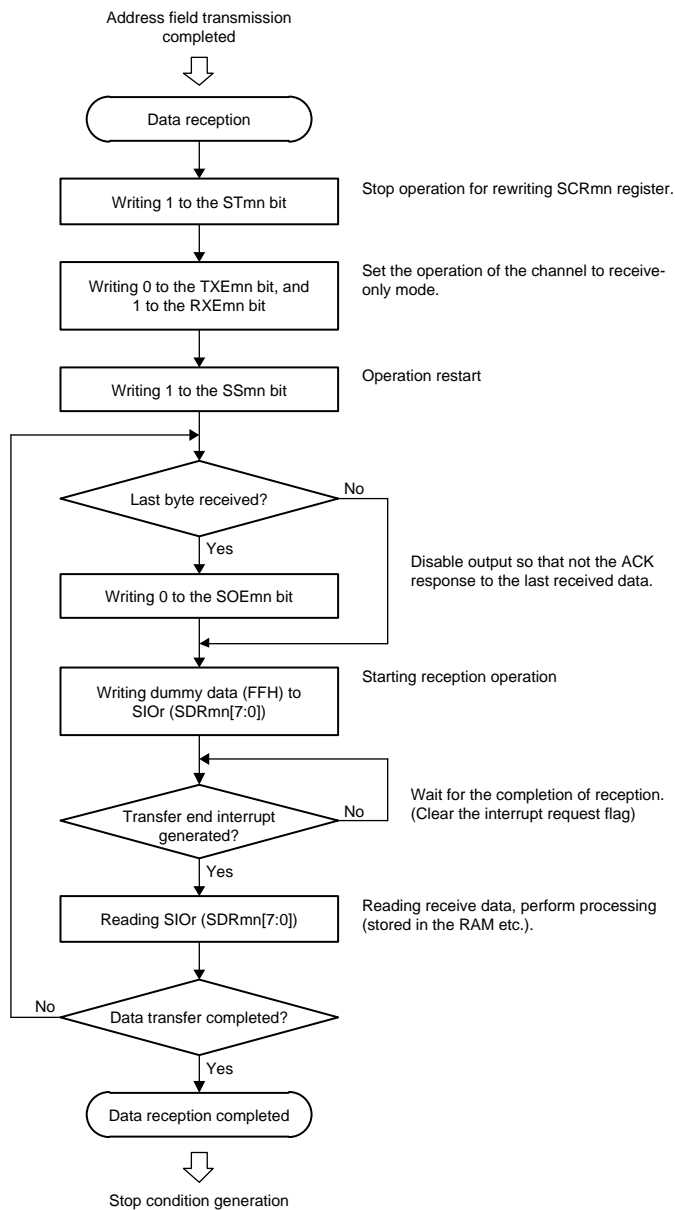 Address field transmission
completed
Data reception
Writing 1 to the STmn bit
Stop operation for rewriting SCRmn register.
Writing 0 to the TXEmn bit, and
1 to the RXEmn bit
Set the operation of the channel to receive-
only mode.
Writing 1 to the SSmn bit
Operation restart
Last byte received?
No
Yes
Disable output so that not the ACK
response to the last received data.
Writing 0 to the SOEmn bit
Writing dummy data (FFH) to
SIOr (SDRmn[7:0])
Starting reception operation
Transfer end interrupt
generated?
No
Wait for the completion of reception.
(Clear the interrupt request flag)
Yes
Reading SIOr (SDRmn[7:0])
Reading receive data, perform processing
(stored in the RAM etc.).
No
Data transfer completed?
Yes
Data reception completed
Stop condition generation